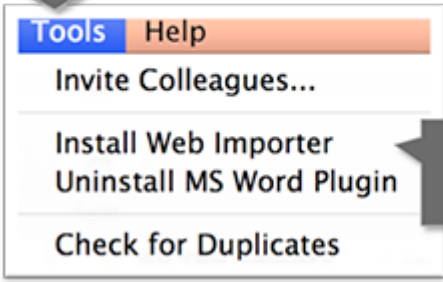 Tools Help
Invite Colleagues...
Install Web Importer
Uninstall MS Word Plugin
Check for Duplicates